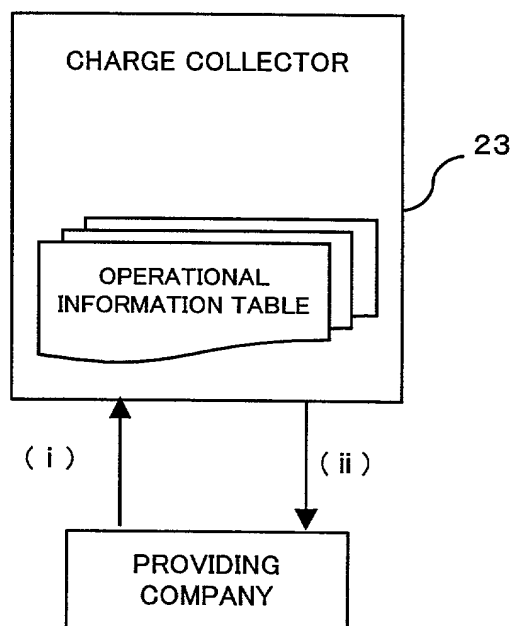 CHARGE COLLECTOR
23
OPERATIONAL
INFORMATION TABLE
( i )
( ii )
PROVIDING
COMPANY